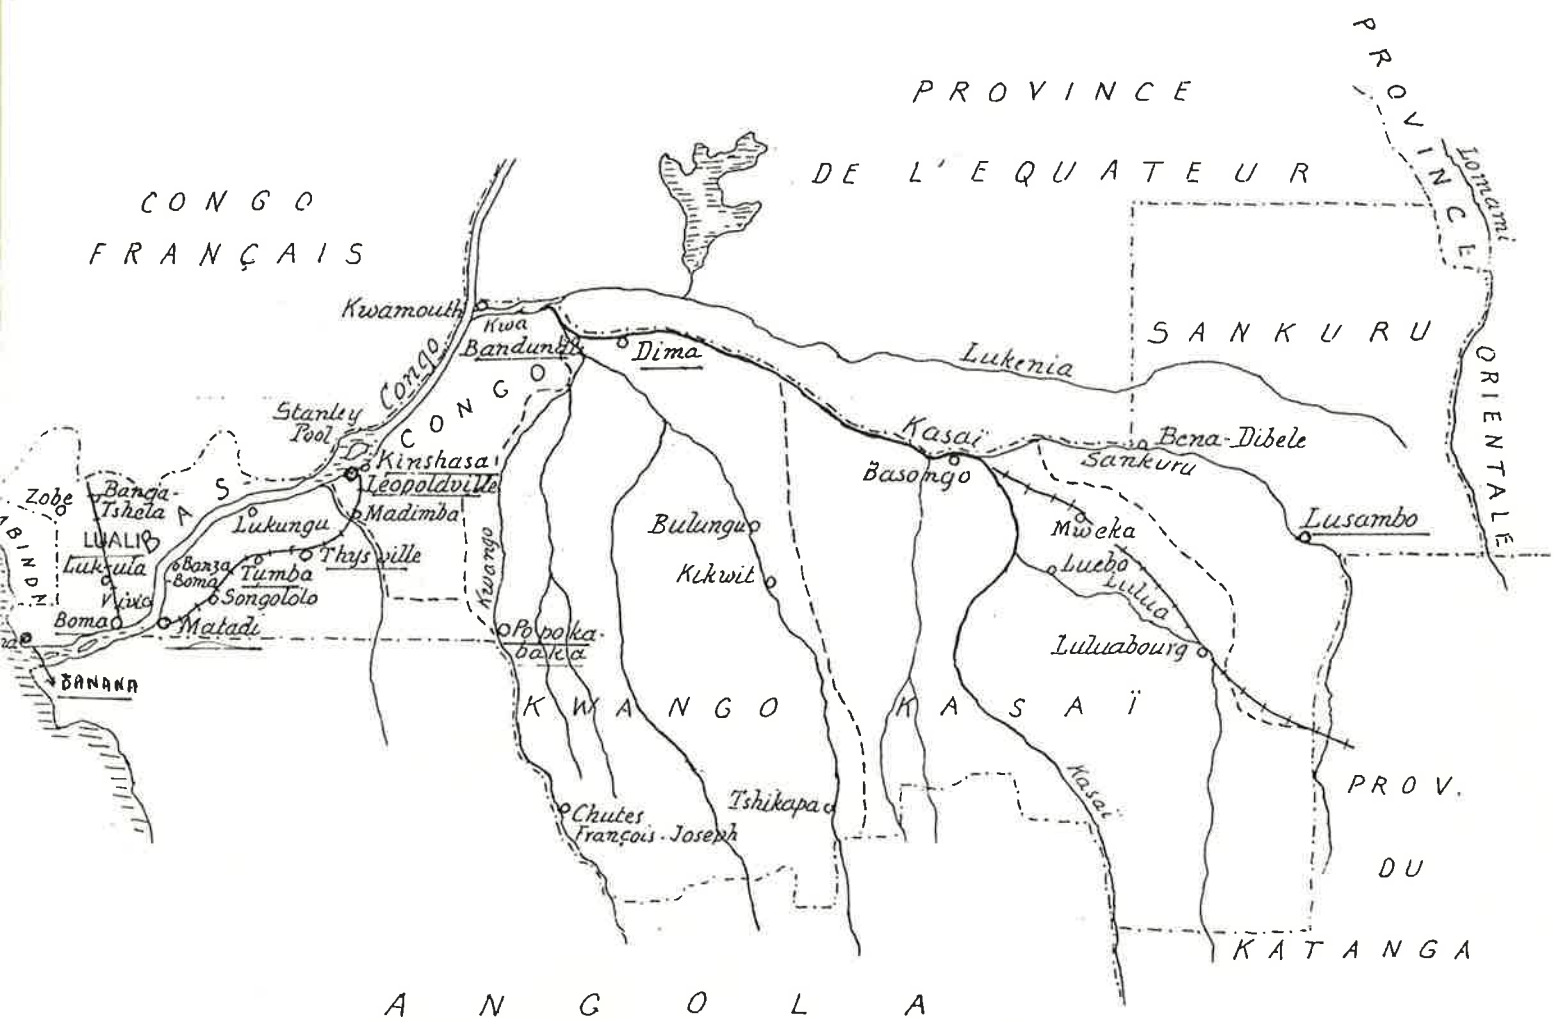 PROVINCE
DE L'EQUATEUR
PROVINCE
ORIENTALE
Lomami
CONGO
FRANÇAIS
Kwamouth
Kwa
Bandundu
Dima
Congo
Lukenia
SANKURU
Stanley
Pool
CONGO
Kasaï
Bena-Dibele
Sankuru
Basongo
Kinshasa
Léopoldville
BAS
Zobe
Banga-
Tshela
Lukungu
Madimba
LUALI
Thysville
Banza
Boma
Tumba
Songololo
Vivi
Boma
Matadi
BANANA
Kwango
Popoka-
baka
Bulungu
Kikwit
Mweka
Luebo
Lulua
Lusambo
Luluabourg
KWANGO
KASAÏ
Kasaï
Tshikapa
Chutes
François-Joseph
PROV.
DU
KATANGA
ANGOLA